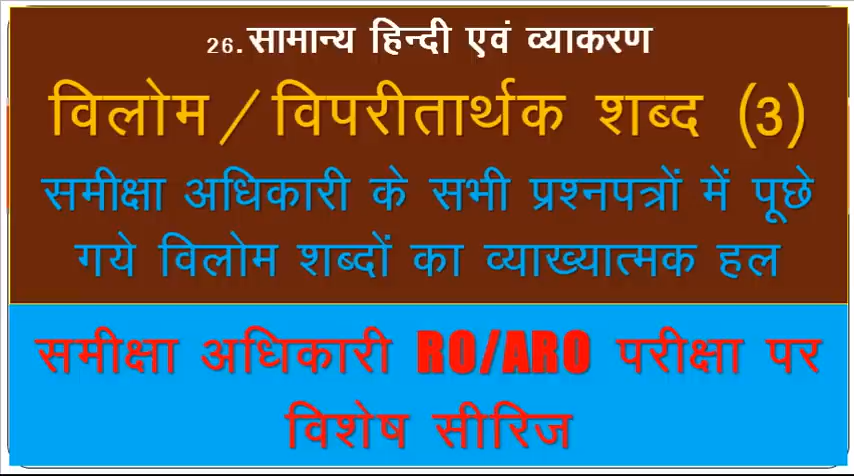 26.सामान्य हिन्दी एवं व्याकरण
विलोम/विपरीतार्थक शब्द (3)
समीक्षा अधिकारी के सभी प्रश्नपत्रों में पूछे
गये विलोम शब्दों का व्याख्यात्मक हल
समीक्षा अधिकारी RO/ARO परीक्षा पर
विशेष सीरिज